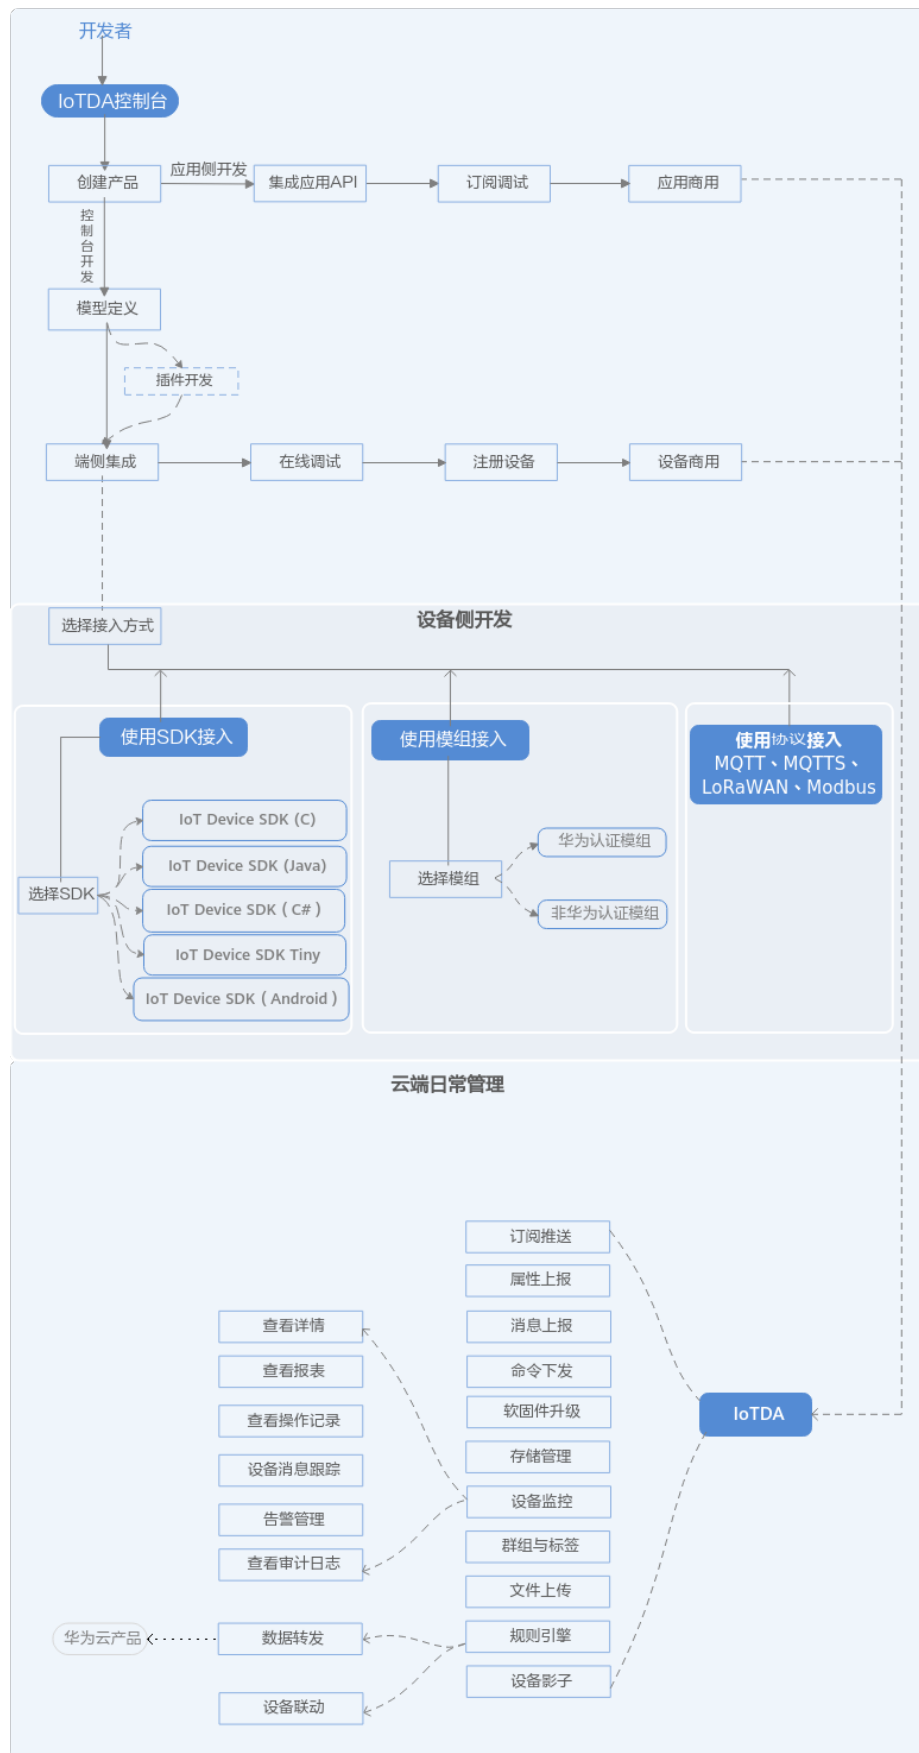 开发者
IoTDA控制台
创建产品
应用侧开发
集成应用API
订阅调试
应用商用
控
制
台
开
发
模型定义
插件开发
端侧集成
在线调试
注册设备
设备商用
选择接入方式
设备侧开发
使用SDK接入
使用模组接入
使用协议接入
MQTT、MQTTS、
LoRaWAN、Modbus
选择SDK
IoT Device SDK (C)
IoT Device SDK (Java)
IoT Device SDK（C#）
IoT Device SDK Tiny
IoT Device SDK（Android）
选择模组
华为认证模组
非华为认证模组
云端日常管理
订阅推送
属性上报
消息上报
命令下发
软固件升级
存储管理
设备监控
群组与标签
文件上传
规则引擎
设备影子
IoTDA
查看详情
查看报表
查看操作记录
设备消息跟踪
告警管理
查看审计日志
数据转发
华为云产品
设备联动